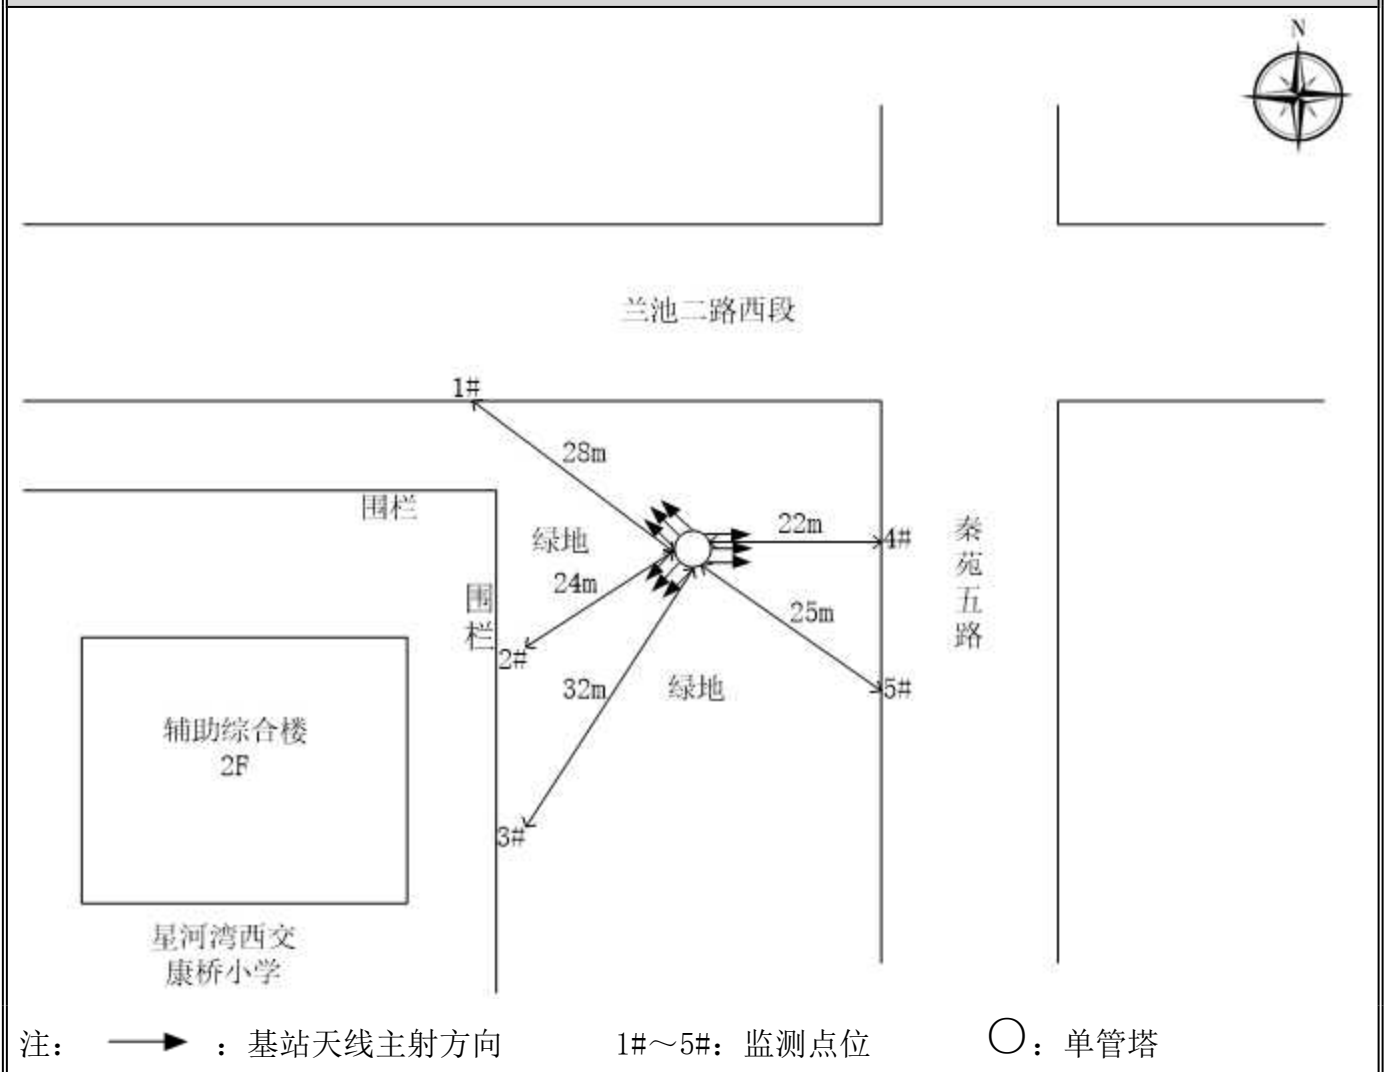 N
兰池二路西段
1#
28m
围栏
绿地
22m
4#
秦苑五路
24m
围栏
2#
25m
32m
绿地
5#
辅助综合楼
2F
3#
星河湾西交
康桥小学
注： ：基站天线主射方向 1#～5#：监测点位 ：单管塔